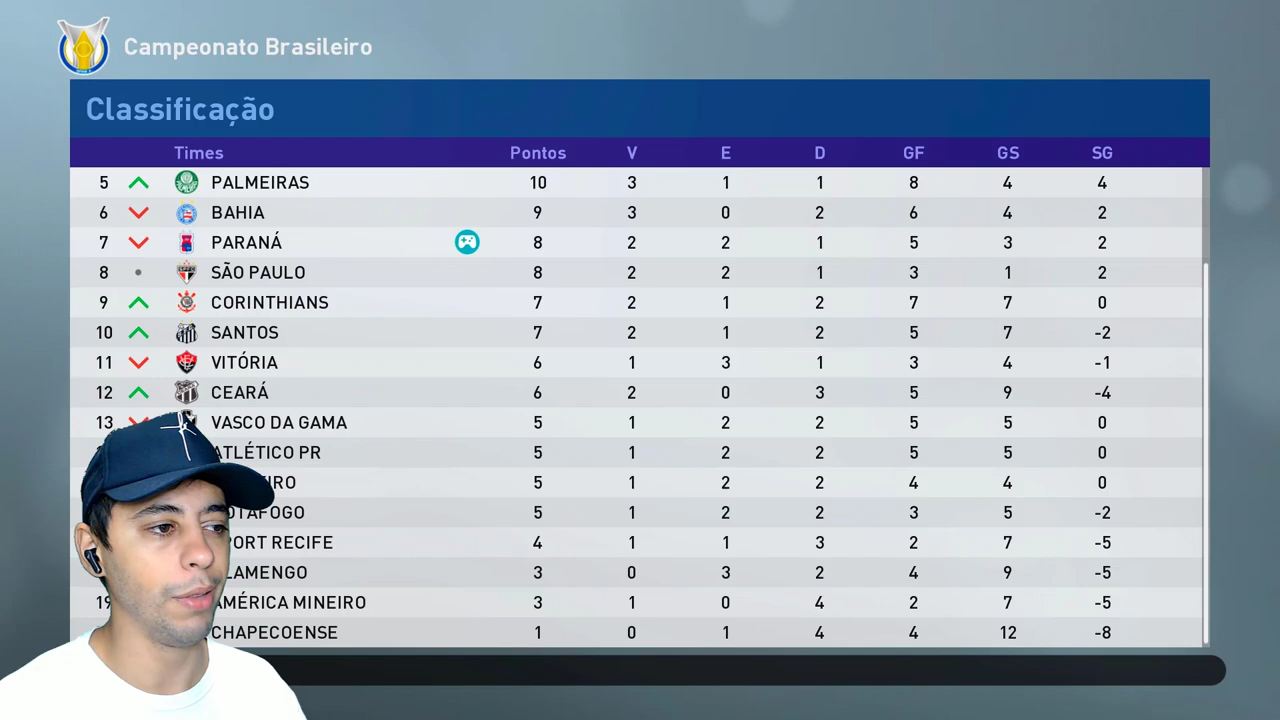 Campeonato Brasileiro
Classificação
Times Pontos V E D GF GS SG
5 PALMEIRAS 10 3 1 1 8 4 4
6 BAHIA 9 3 0 2 6 4 2
7 PARANÁ 8 2 2 1 5 3 2
8 SÃO PAULO 8 2 2 1 3 1 2
9 CORINTHIANS 7 2 1 2 7 7 0
10 SANTOS 7 2 1 2 5 7 -2
11 VITÓRIA 6 1 3 1 3 4 -1
12 CEARÁ 6 2 0 3 5 9 -4
13 VASCO DA GAMA 5 1 2 2 5 5 0
ATLÉTICO PR 5 1 2 2 5 5 0
EIRO 5 1 2 2 4 4 0
OTAFOGO 5 1 2 2 3 5 -2
PORT RECIFE 4 1 1 3 2 7 -5
LAMENGO 3 0 3 2 4 9 -5
19 AMÉRICA MINEIRO 3 1 0 4 2 7 -5
CHAPECOENSE 1 0 1 4 4 12 -8